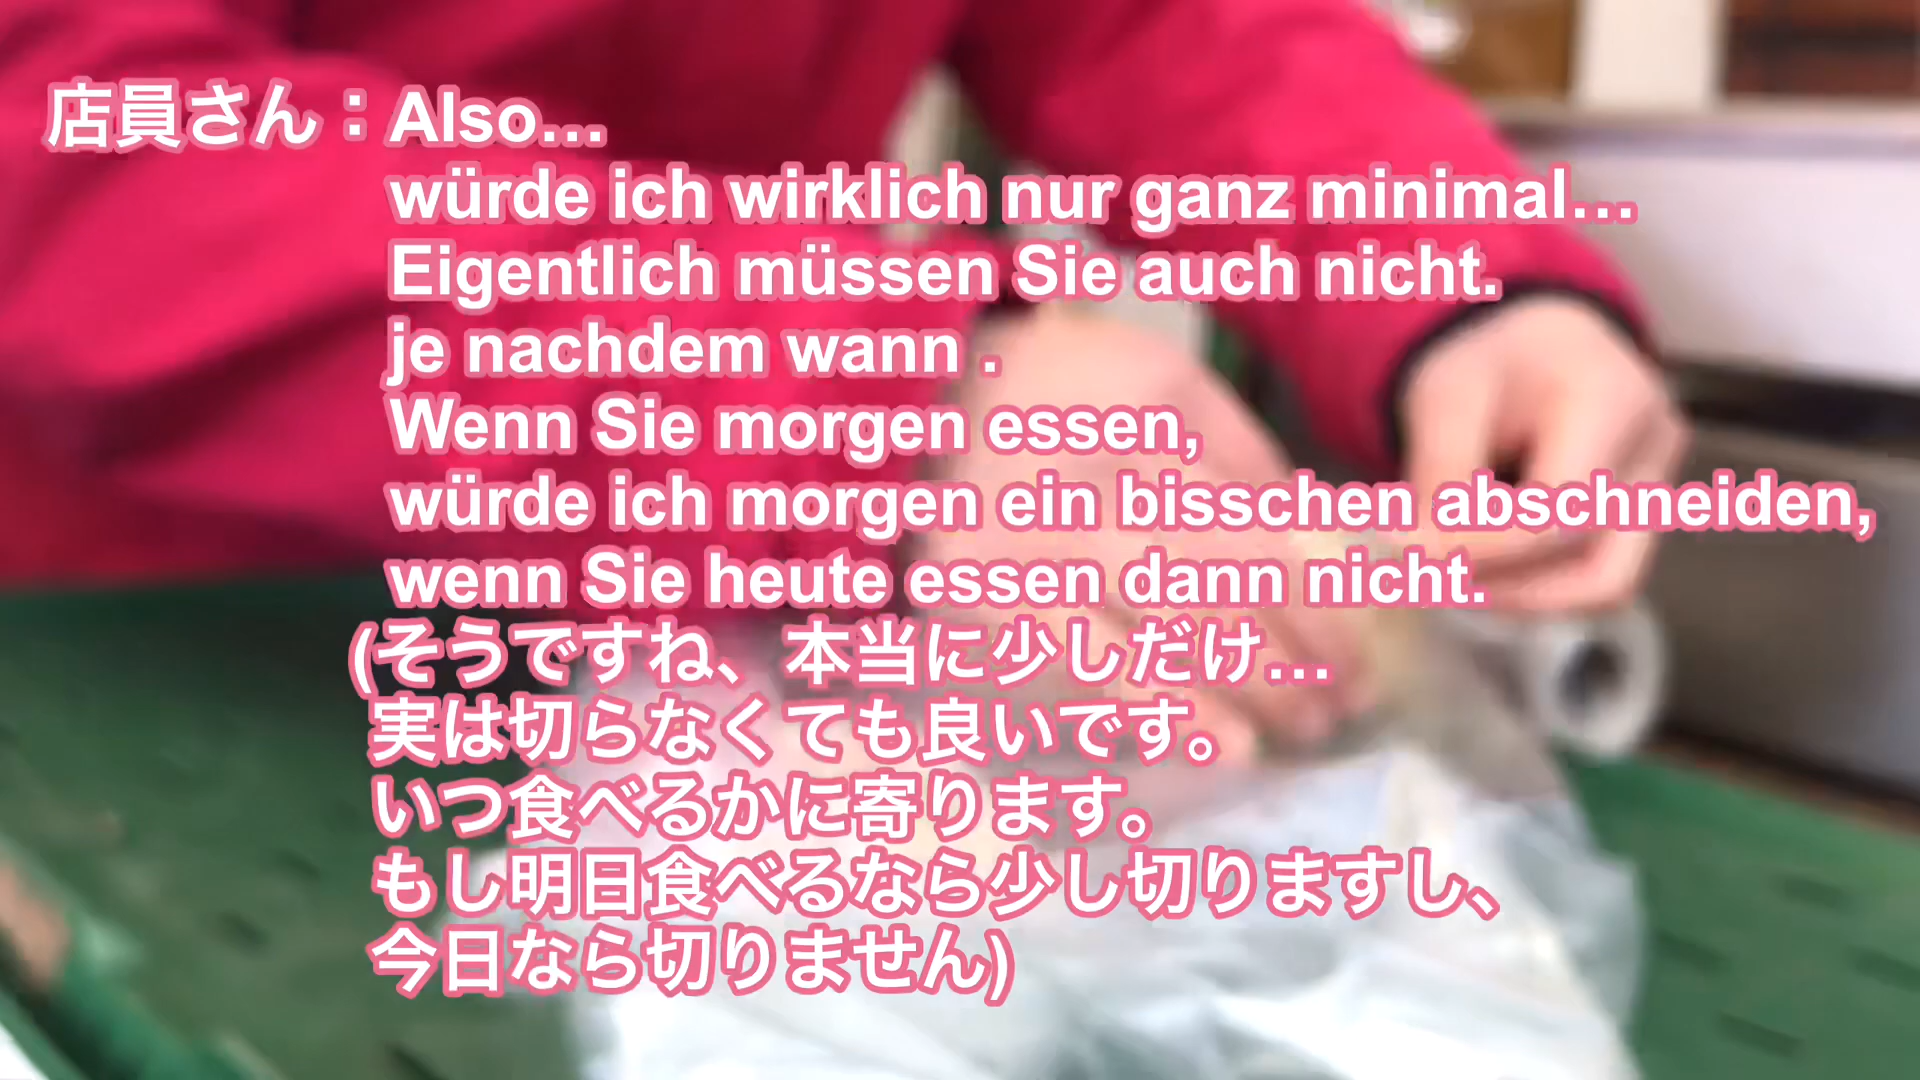 店員さん：Also…
würde ich wirklich nur ganz minimal…
Eigentlich müssen Sie auch nicht.
je nachdem wann .
Wenn Sie morgen essen,
würde ich morgen ein bisschen abschneiden,
wenn Sie heute essen dann nicht.
(そうですね、本当に少しだけ…
実は切らなくても良いです。
いつ食べるかに寄ります。
もし明日食べるなら少し切りますし、
今日なら切りません)